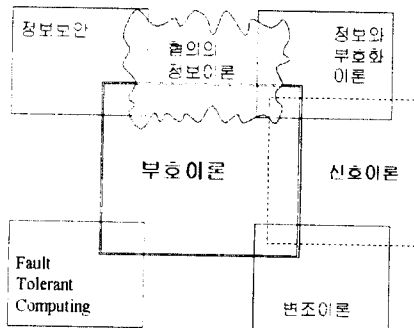 정보보안
협의의
정보이론
정보와
부호화
이론
부호이론
신호이론
Fault
Tolerant
Computing
변조이론